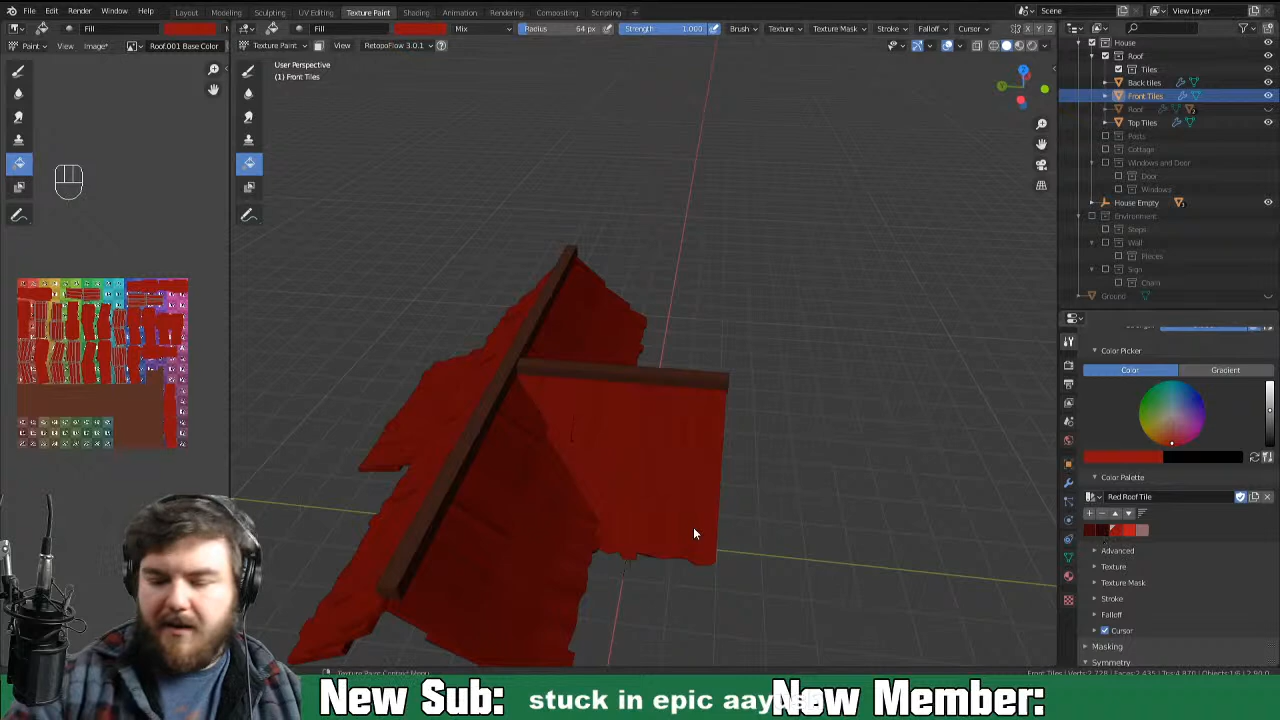 File Edit Render Window Help Layout Modeling Sculpting UV Editing Texture Paint Shading Animation Rendering Compositing Scripting + Scene View Layer
Fill Fill Mix Radius 64 px Strength 1.000 Brush Texture Texture Mask Stroke Falloff Cursor X Y Z
Paint View Image* Roof.001 Base Color Texture Paint View RetopoFlow 3.0.1
User Perspective
(1) Front Tiles
House
Roof
Tiles
Back tiles
Front Tiles
Roof
Top Tiles
Posts
Cottage
Windows and Door
Door
Windows
House Empty
Environment
Steps
Wall
Pieces
Sign
Chain
Ground
Color Picker
Color Gradient
Color Palette
Red Roof Tile
Advanced
Texture
Texture Mask
Stroke
Falloff
Cursor
Masking
Symmetry
Texture Paint Context Menu
New Sub: stuck in epic New Member: